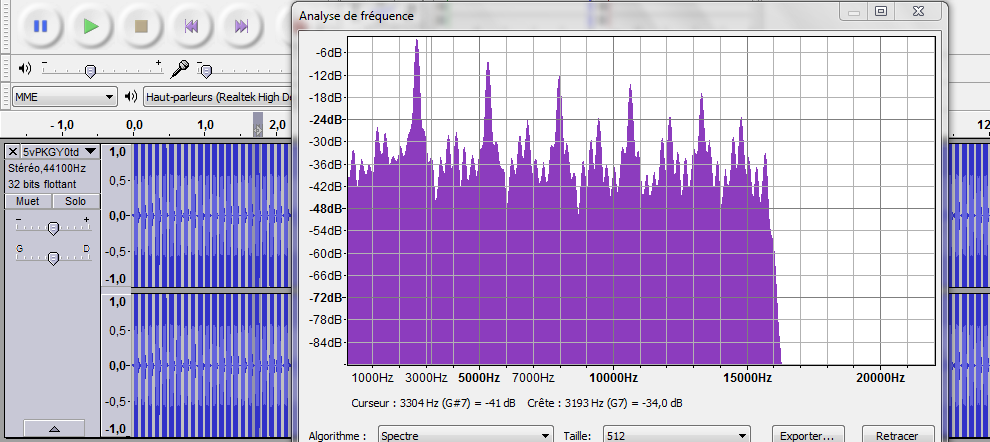 Analyse de fréquence
MME
Haut-parleurs (Realtek High De
- 1,0 0,0 1,0 2,0
12
5vPKGY0td
Stéréo,44100Hz
32 bits flottant
Muet Solo
- +
G D
1,0
0,5-
0,0-
-0,5-
-1,0
1,0
0,5-
0,0-
-0,5-
-1,0
-6dB
-12dB
-18dB
-24dB
-30dB
-36dB
-42dB
-48dB
-54dB
-60dB
-66dB
-72dB
-78dB
-84dB
1000Hz 3000Hz 5000Hz 7000Hz 10000Hz 15000Hz 20000Hz
Curseur : 3304 Hz (G#7) = -41 dB Crête : 3193 Hz (G7) = -34,0 dB
Algorithme : Spectre Taille: 512 Exporter... Retracer